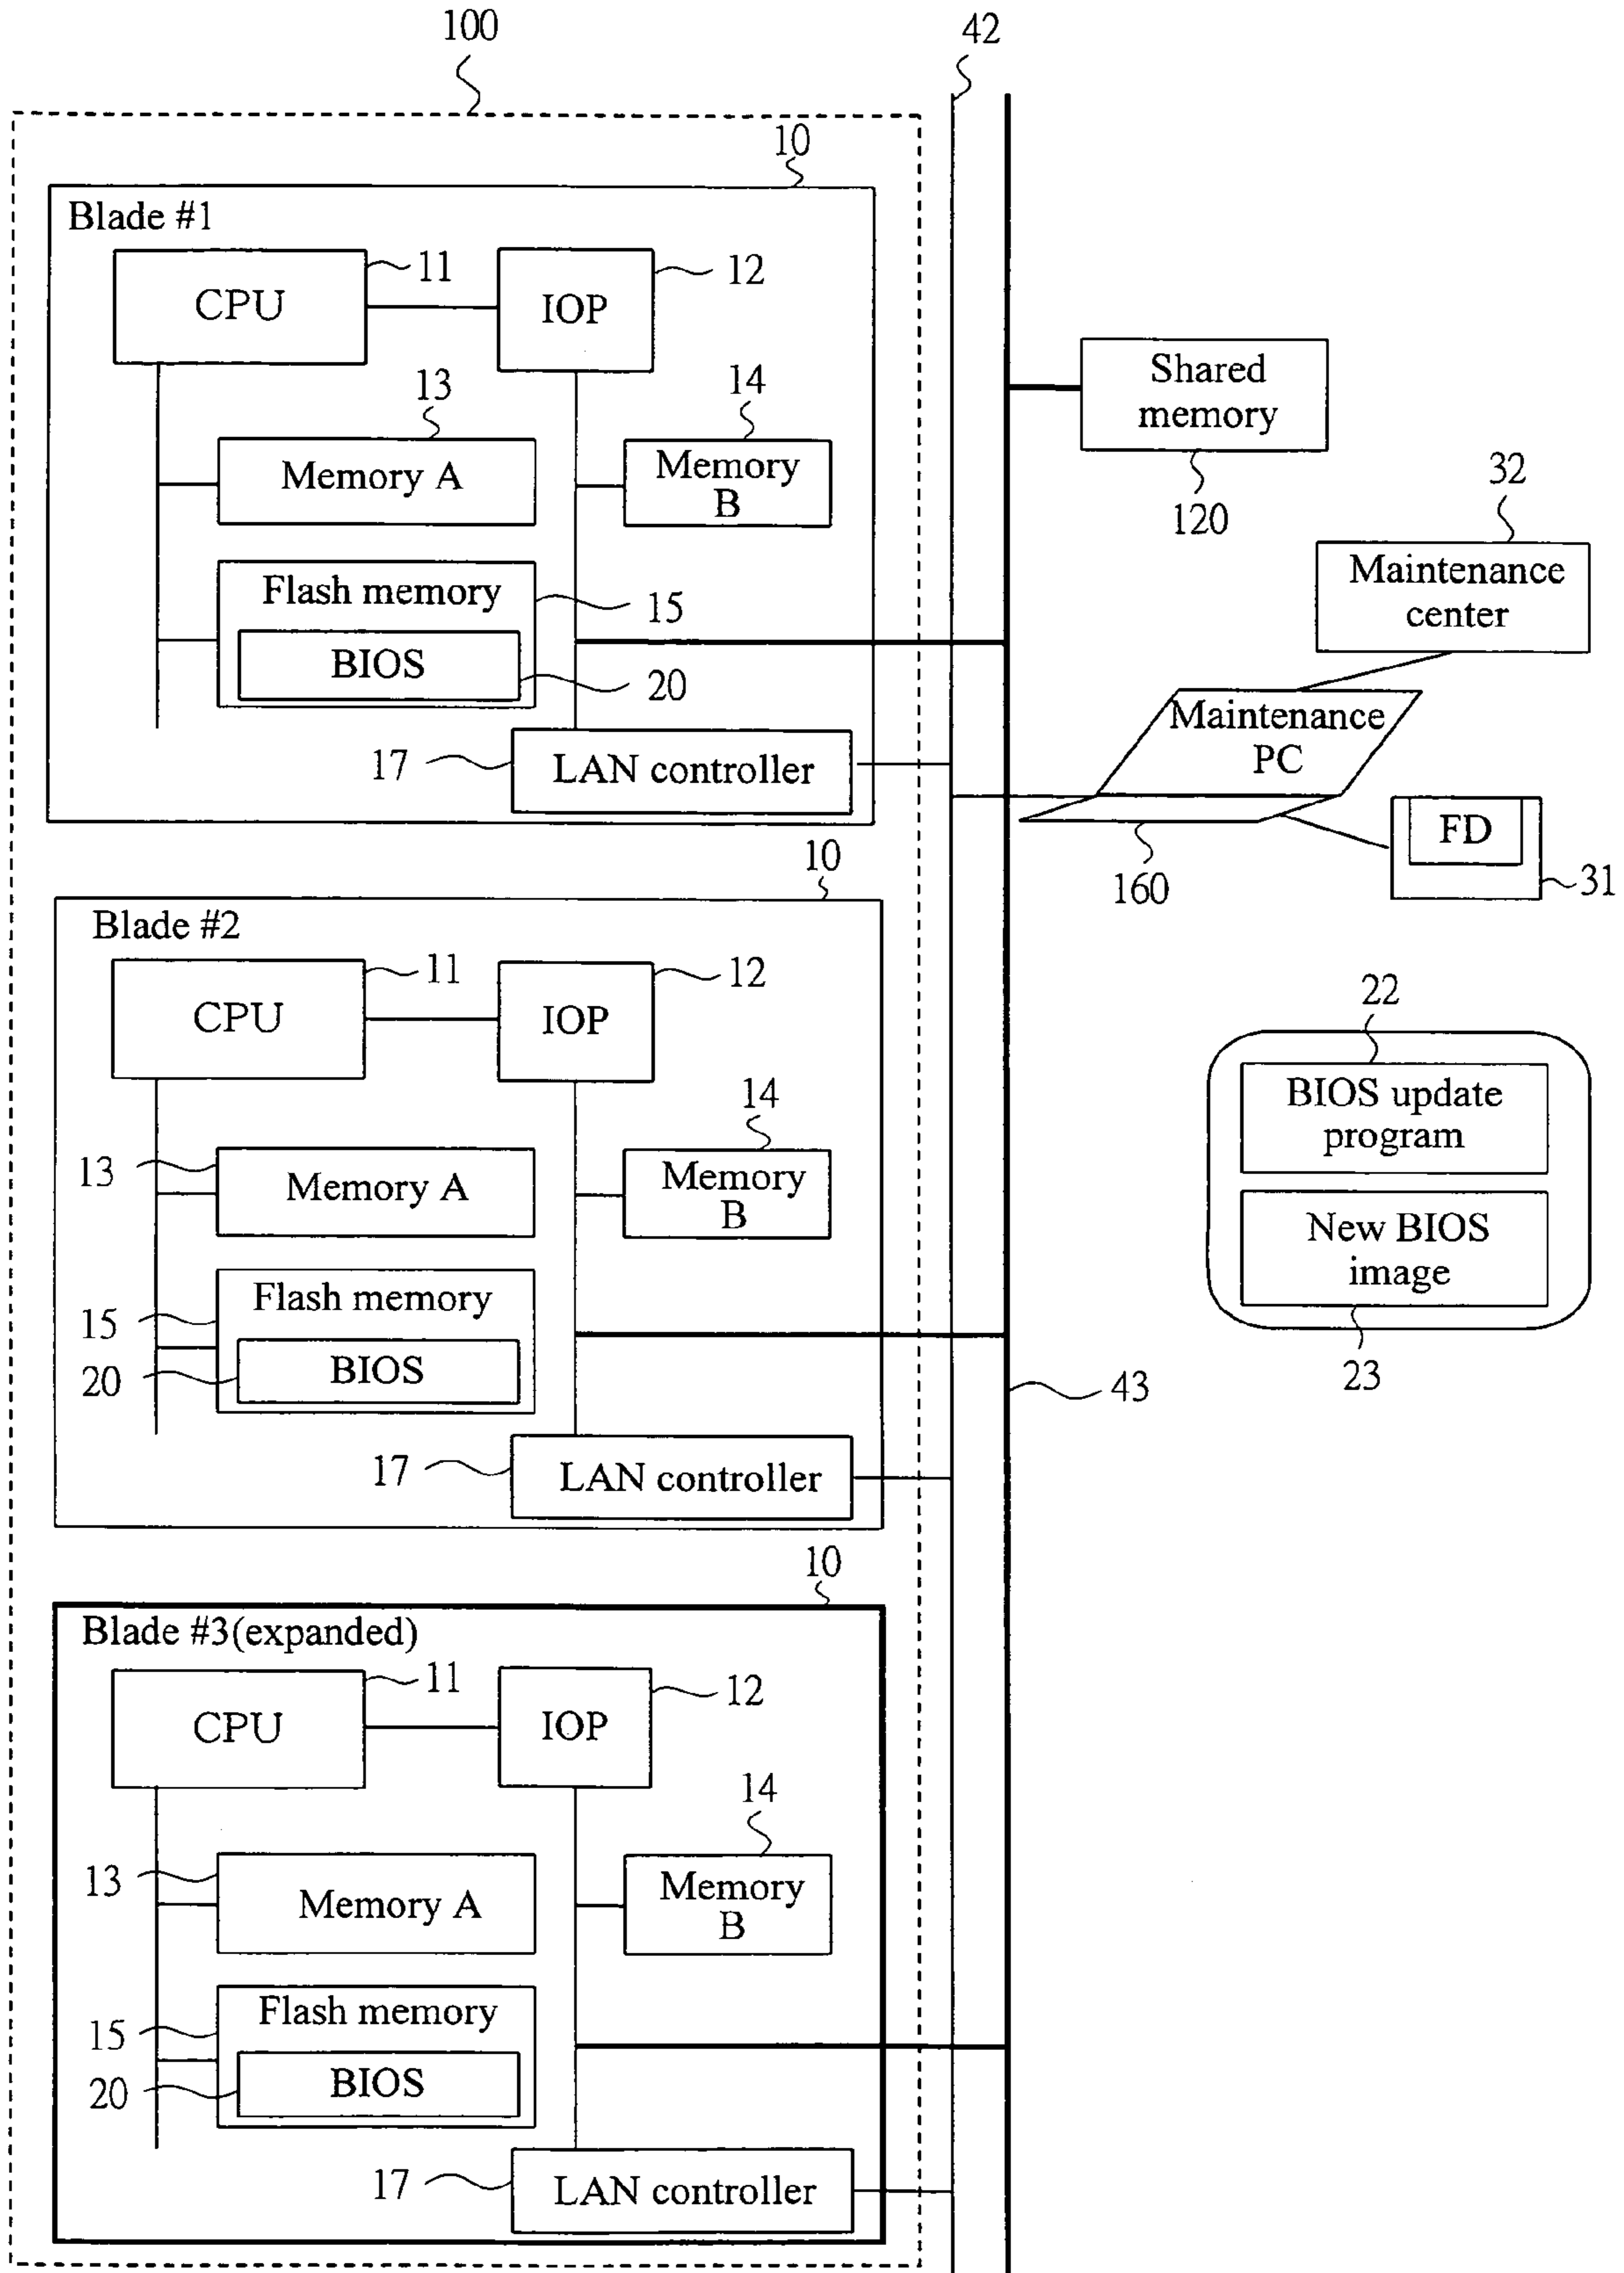 100
42
10
Blade #1
CPU
11
IOP
12
13
Memory A
14
Memory
B
Flash memory
15
BIOS
20
17
LAN controller
Shared
memory
120
32
Maintenance
center
Maintenance
PC
160
FD
31
10
Blade #2
CPU
11
IOP
12
13
Memory A
14
Memory
B
Flash memory
15
BIOS
20
17
LAN controller
22
BIOS update
program
New BIOS
image
23
43
10
Blade #3(expanded)
CPU
11
IOP
12
13
Memory A
14
Memory
B
Flash memory
15
BIOS
20
17
LAN controller